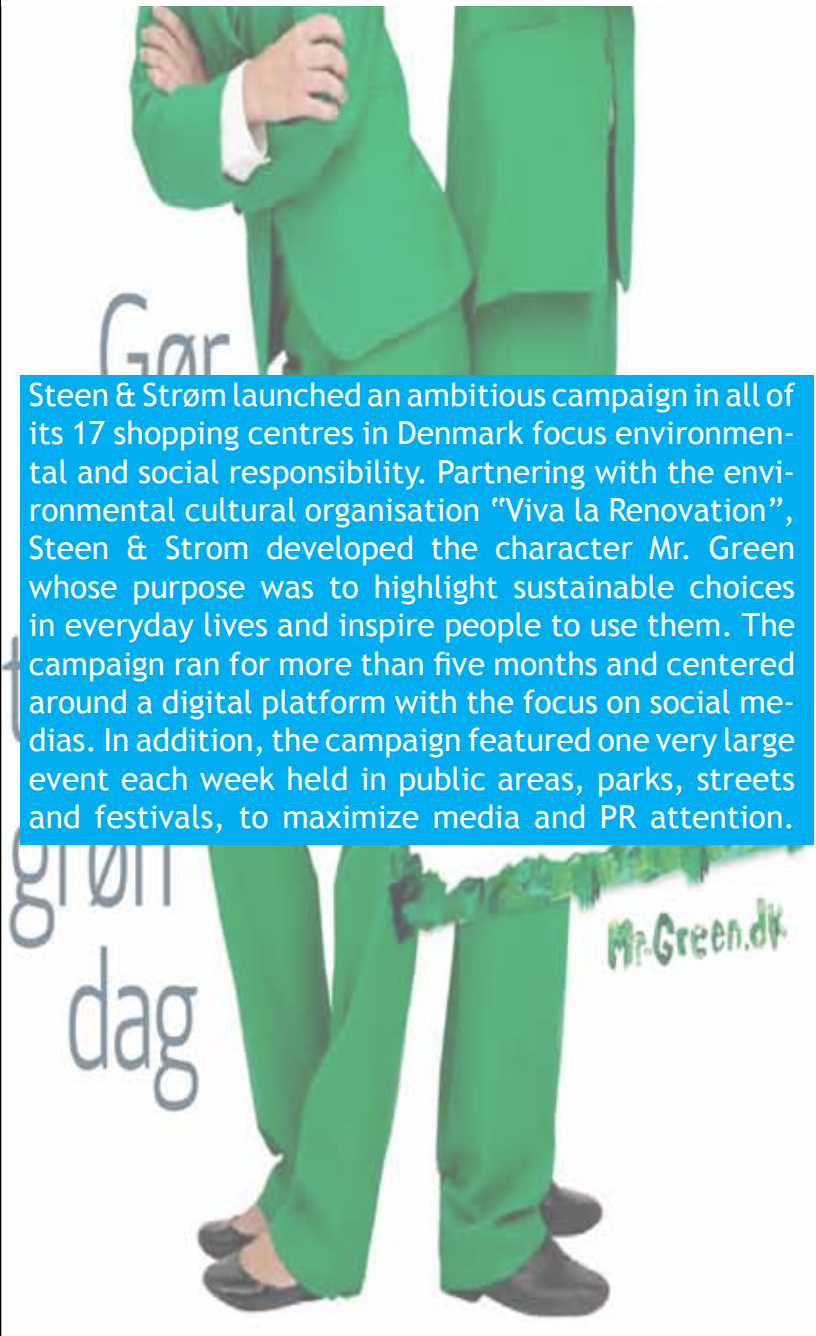 Gør
Steen & Strøm launched an ambitious campaign in all of
its 17 shopping centres in Denmark focus environmen-
tal and social responsibility. Partnering with the envi-
ronmental cultural organisation “Viva la Renovation”,
Steen & Strom developed the character Mr. Green
whose purpose was to highlight sustainable choices
in everyday lives and inspire people to use them. The
campaign ran for more than five months and centered
around a digital platform with the focus on social me-
dias. In addition, the campaign featured one very large
event each week held in public areas, parks, streets
and festivals, to maximize media and PR attention.
grøn
Mr.Green.dk
dag